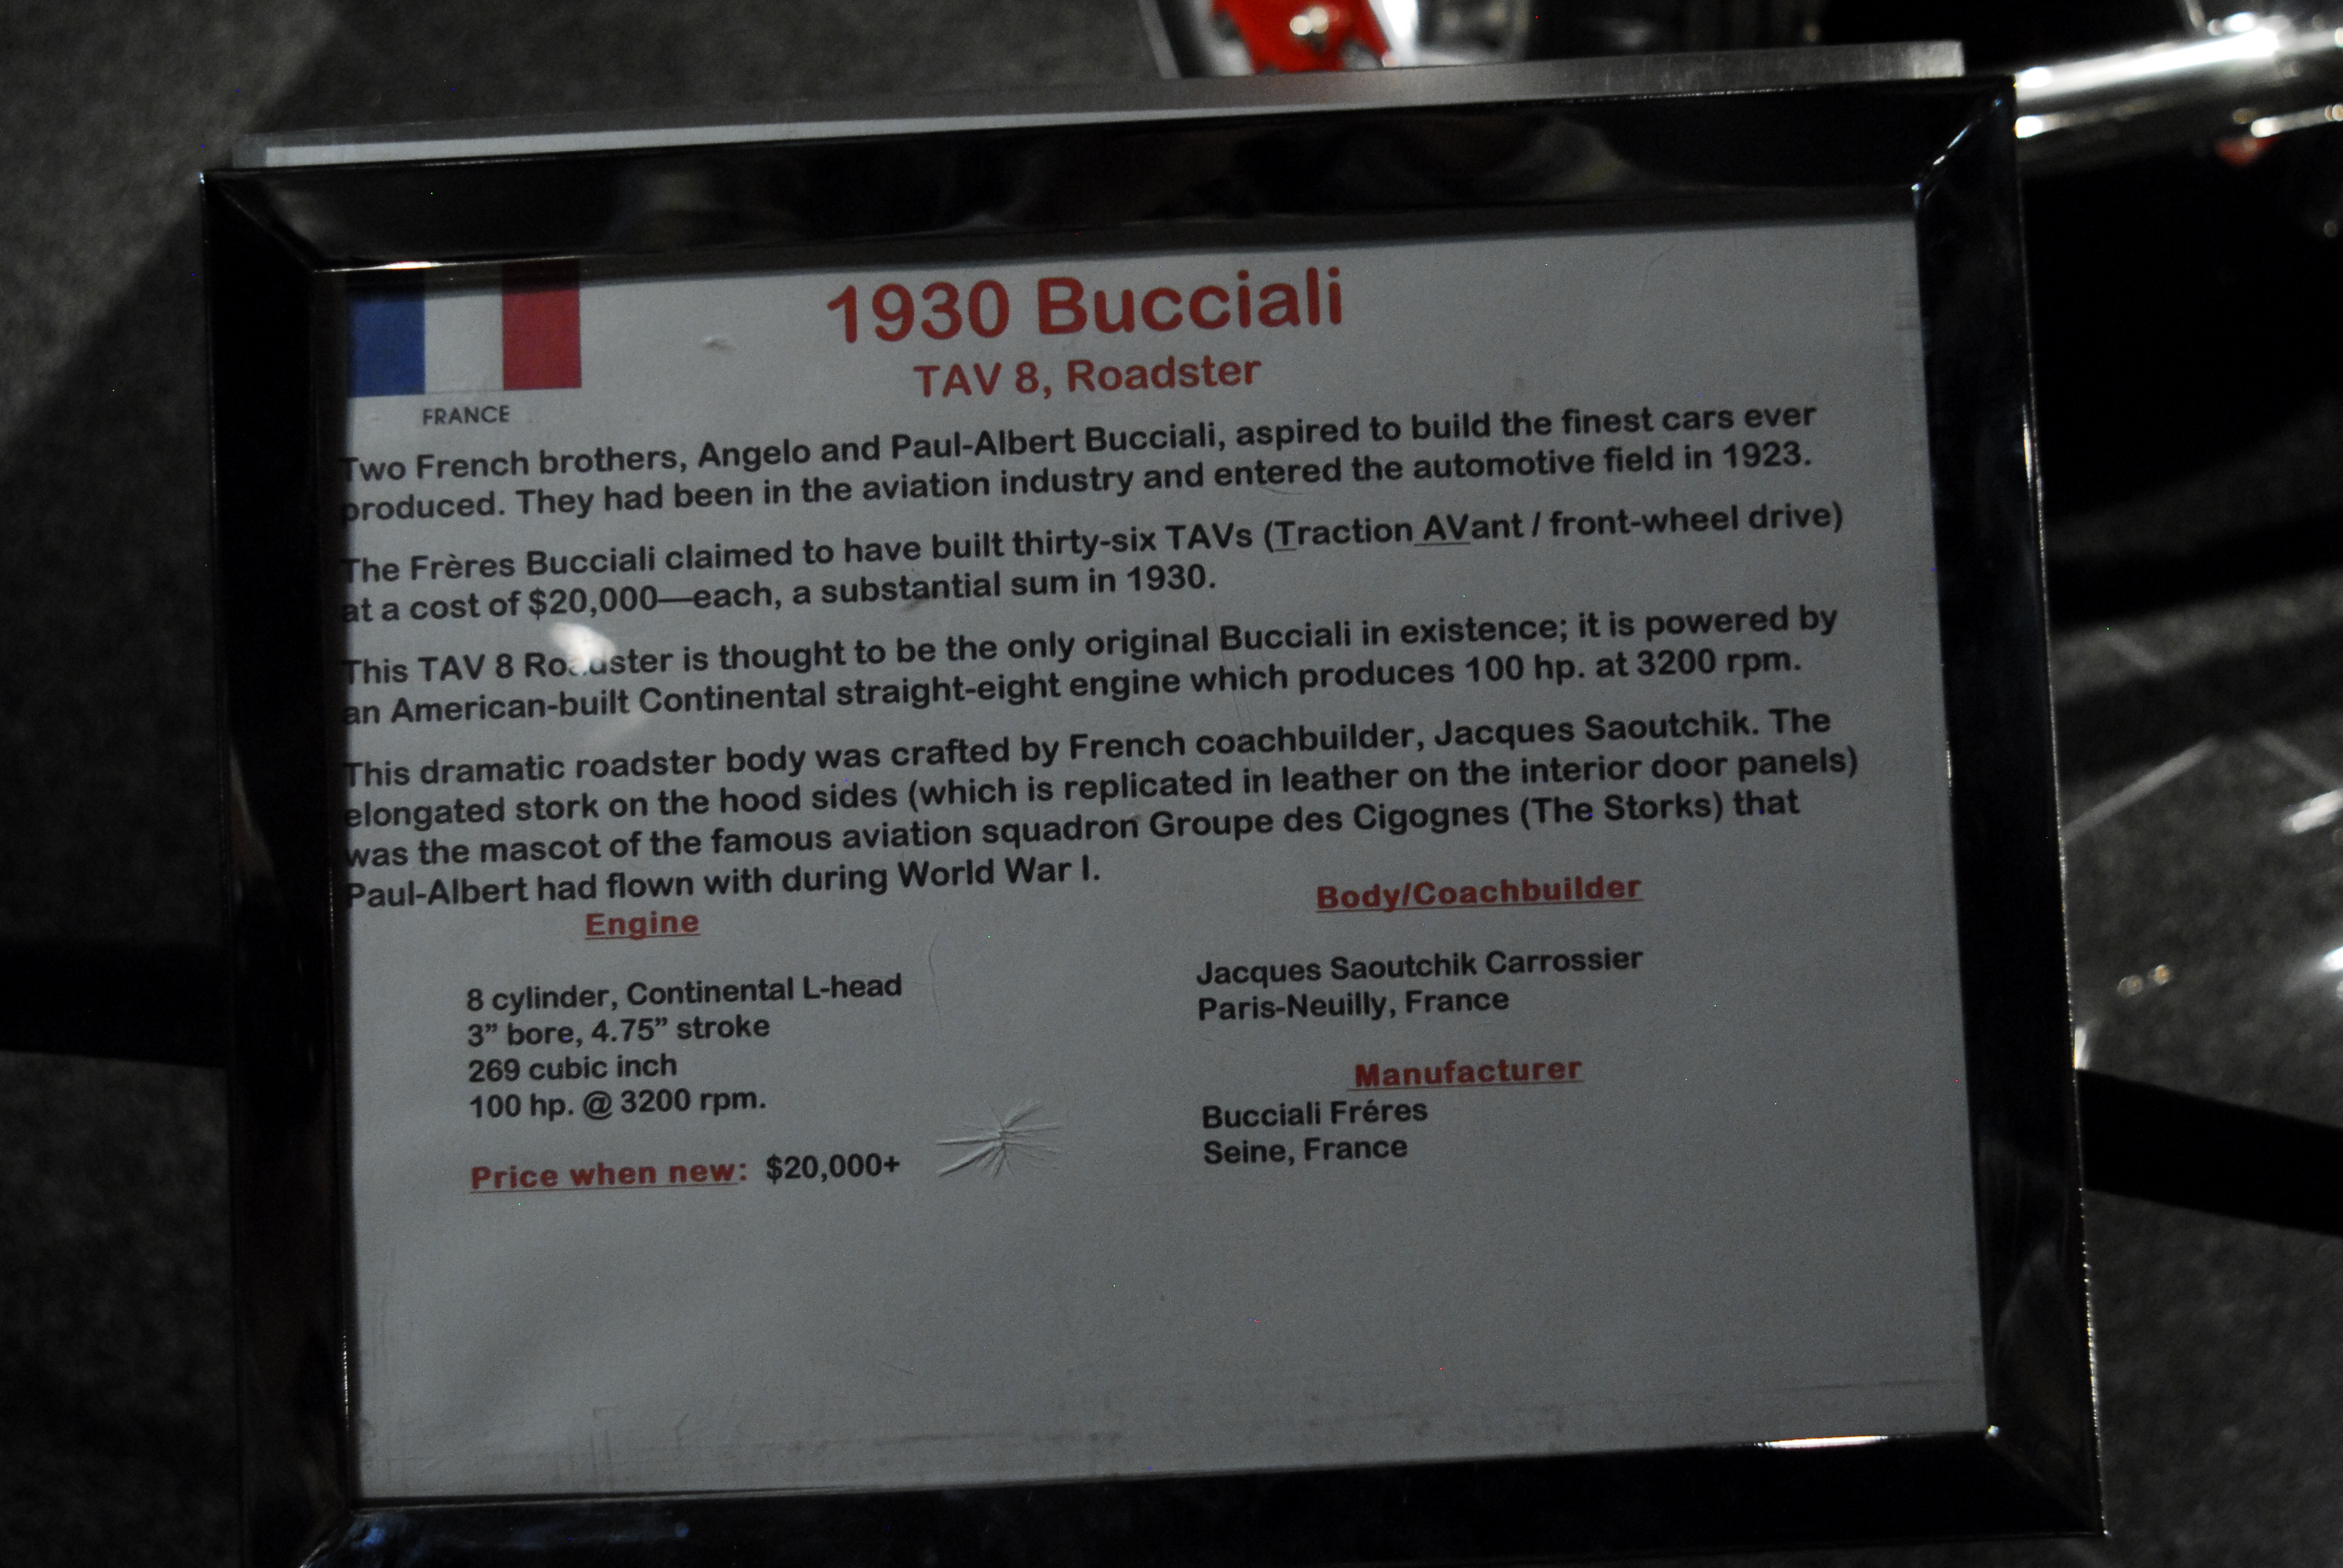 1930 Bucciali
TAV 8, Roadster
FRANCE
Two French brothers, Angelo and Paul-Albert Bucciali, aspired to build the finest cars ever
produced. They had been in the aviation industry and entered the automotive field in 1923.
The Frères Bucciali claimed to have built thirty-six TAVs (Traction AVant / front-wheel drive)
at a cost of $20,000—each, a substantial sum in 1930.
This TAV 8 Roadster is thought to be the only original Bucciali in existence; it is powered by
an American-built Continental straight-eight engine which produces 100 hp. at 3200 rpm.
This dramatic roadster body was crafted by French coachbuilder, Jacques Saoutchik. The
elongated stork on the hood sides (which is replicated in leather on the interior door panels)
was the mascot of the famous aviation squadron Groupe des Cigognes (The Storks) that
Paul-Albert had flown with during World War I.
Engine
8 cylinder, Continental L-head
3” bore, 4.75” stroke
269 cubic inch
100 hp. @ 3200 rpm.
Price when new: $20,000+
Body/Coachbuilder
Jacques Saoutchik Carrossier
Paris-Neuilly, France
Manufacturer
Bucciali Fréres
Seine, France